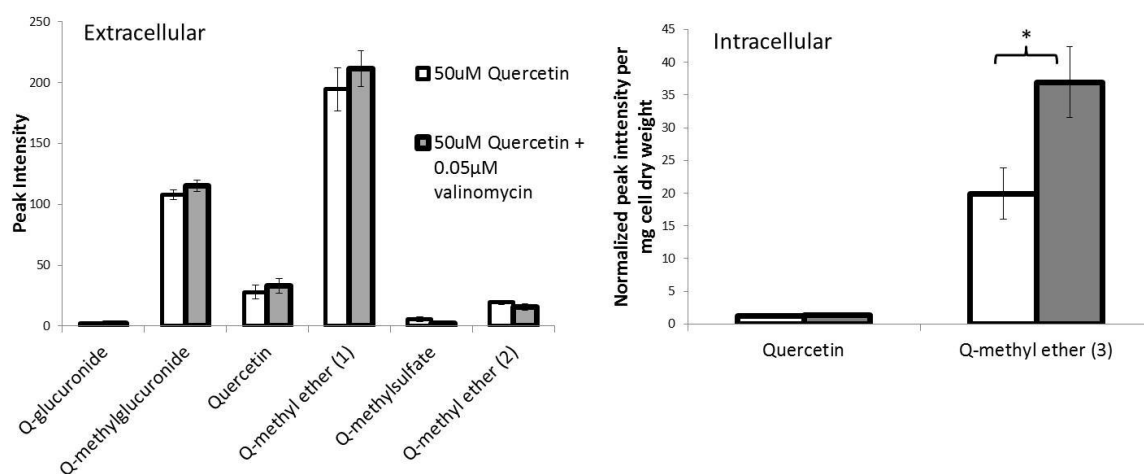 Extracellular
Peak Intensity
250
200
150
100
50
0
50uM Quercetin
50uM Quercetin +
0.05µM
valinomycin
Q-glucuronide
Q-methylglucuronide
Quercetin
Q-methyl ether (1)
Q-methylsulfate
Q-methyl ether (2)
Intracellular
Normalized peak inttensity per
mg cell dry weight
45
40
35
30
25
20
15
10
5
0
*
Quercetin
Q-methyl ether (3)